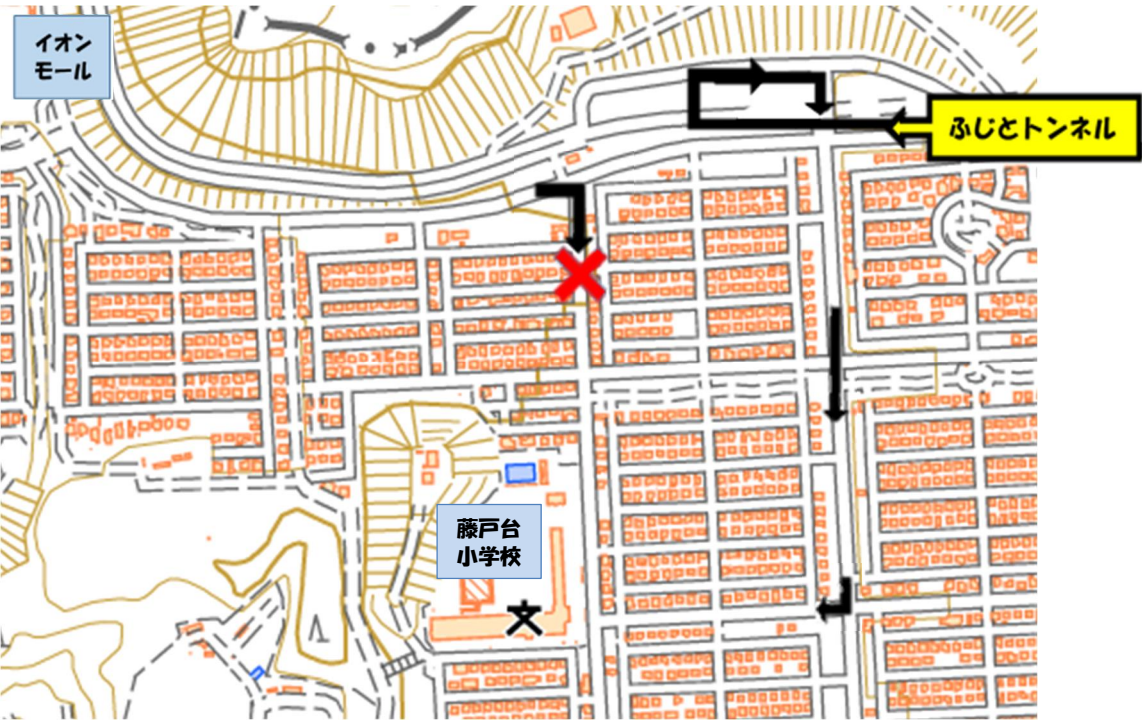 イオン
モール
ふじとトンネル
藤戸台
小学校